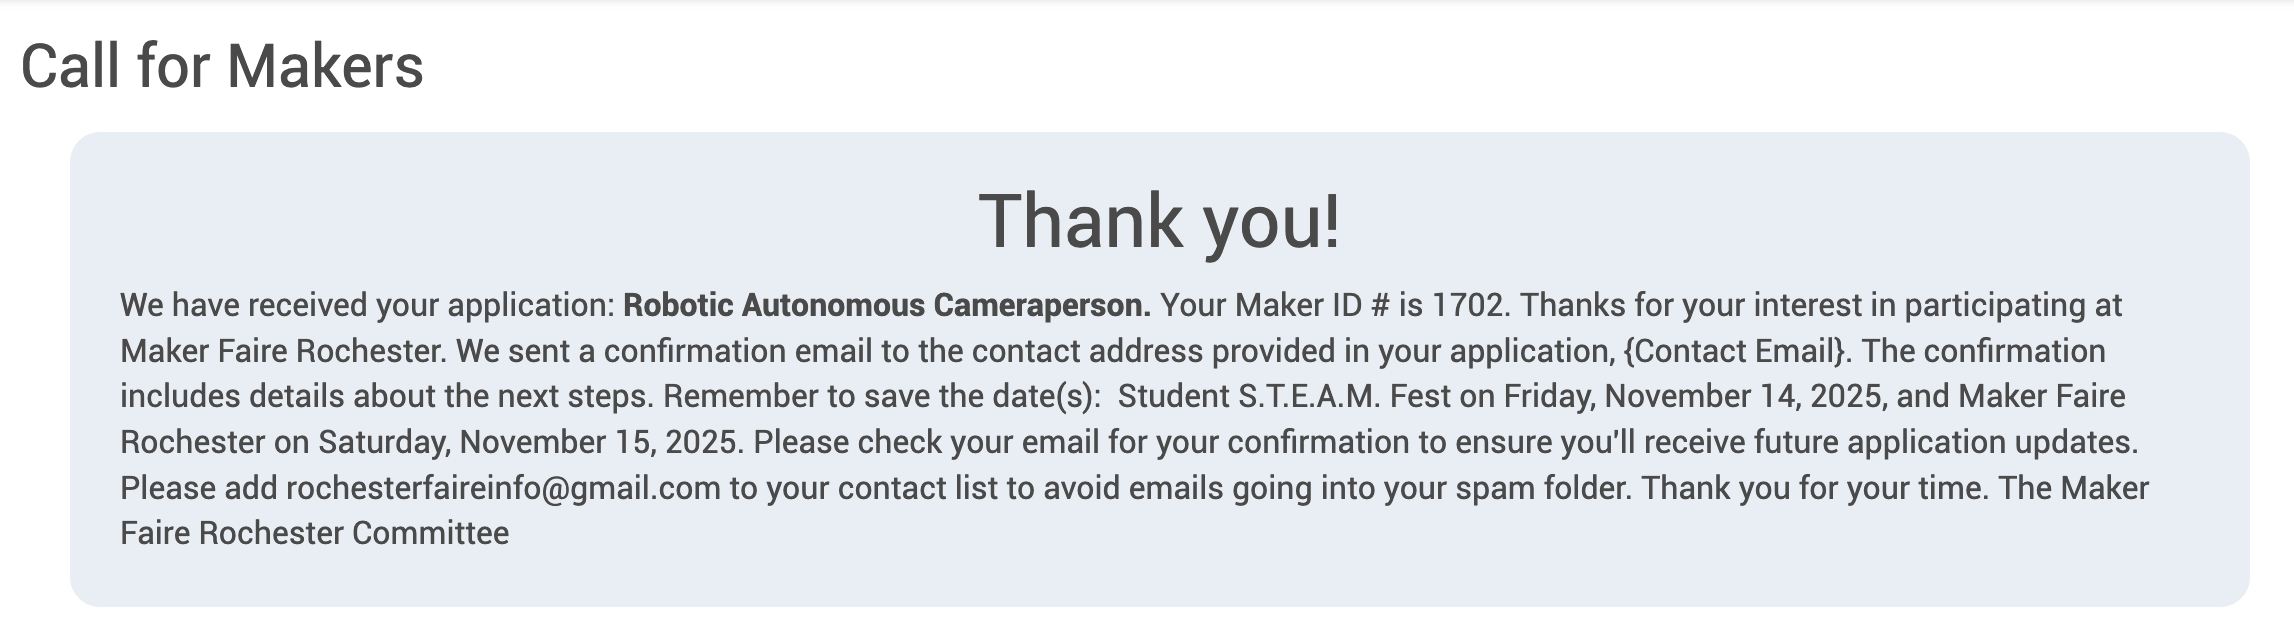 Call for Makers
Thank you!
We have received your application: Robotic Autonomous Cameraperson. Your Maker ID # is 1702. Thanks for your interest in participating at
Maker Faire Rochester. We sent a confirmation email to the contact address provided in your application, {Contact Email}. The confirmation
includes details about the next steps. Remember to save the date(s):  Student S.T.E.A.M. Fest on Friday, November 14, 2025, and Maker Faire
Rochester on Saturday, November 15, 2025. Please check your email for your confirmation to ensure you'll receive future application updates.
Please add rochesterfaireinfo@gmail.com to your contact list to avoid emails going into your spam folder. Thank you for your time. The Maker
Faire Rochester Committee